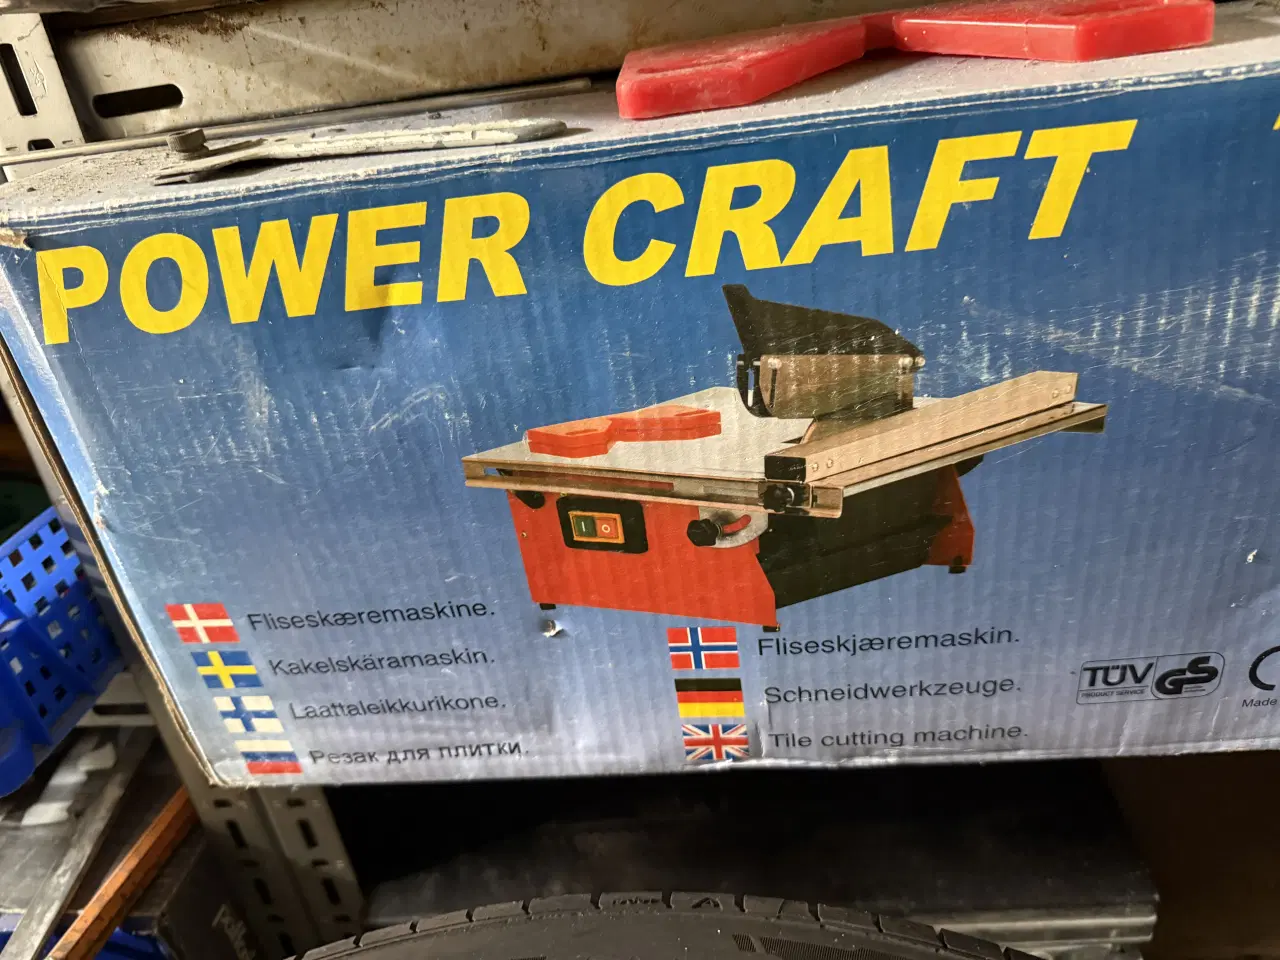 POWER CRAFT
Fliseskæremaskine.
Kakelskäramaskin.
Laattaleikkurikone.
Резак для плитки.
Fliseskjæremaskin.
Schneidwerkzeuge.
Tile cutting machine.
TÜV GS
PRODUCT SERVICE
Made
I O